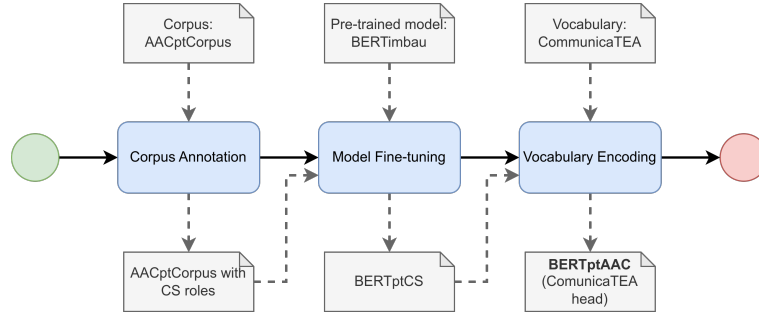 Corpus:
AACptCorpus
Pre-trained model:
BERTimbau
Vocabulary:
CommunicaTEA
Corpus Annotation
Model Fine-tuning
Vocabulary Encoding
AACptCorpus with
CS roles
BERTptCS
BERTptAAC
(ComunicaTEA
head)